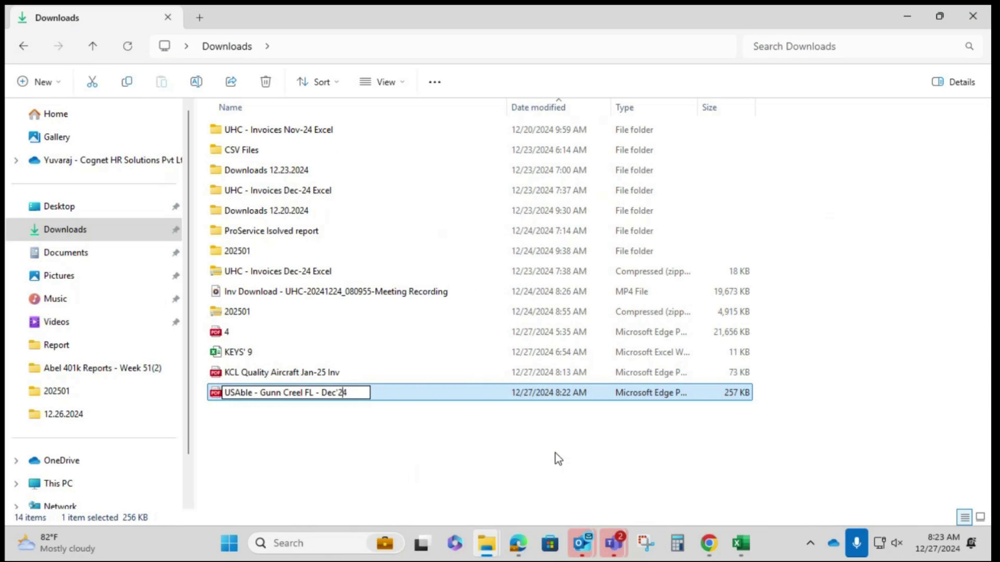 Downloads
Downloads
Search Downloads
New
Sort
View
Details
Name Date modified Type Size
Home
Gallery
Yuvaraj - Cognet HR Solutions Pvt Lt
Desktop
Downloads
Documents
Pictures
Music
Videos
Report
Abel 401k Reports - Week 51(2)
202501
12.26.2024
OneDrive
This PC
Network
UHC - Invoices Nov-24 Excel 12/20/2024 9:59 AM File folder
CSV Files 12/23/2024 6:14 AM File folder
Downloads 12.23.2024 12/23/2024 7:00 AM File folder
UHC - Invoices Dec-24 Excel 12/23/2024 7:37 AM File folder
Downloads 12.20.2024 12/23/2024 9:30 AM File folder
ProService Isolved report 12/24/2024 7:14 AM File folder
202501 12/24/2024 9:38 AM File folder
UHC - Invoices Dec-24 Excel 12/23/2024 7:38 AM Compressed (zipp... 18 KB
Inv Download - UHC-20241224_080955-Meeting Recording 12/24/2024 8:26 AM MP4 File 19,673 KB
202501 12/24/2024 8:55 AM Compressed (zipp... 4,915 KB
PDF 4 12/27/2024 5:35 AM Microsoft Edge P... 21,656 KB
KEYS' 9 12/27/2024 6:54 AM Microsoft Excel W... 11 KB
PDF KCL Quality Aircraft Jan-25 Inv 12/27/2024 8:13 AM Microsoft Edge P... 73 KB
PDF USAble - Gunn Creel FL - Dec'24 12/27/2024 8:22 AM Microsoft Edge P... 257 KB
14 items 1 item selected 256 KB
82°F
Mostly cloudy
Search
2
8:23 AM
12/27/2024